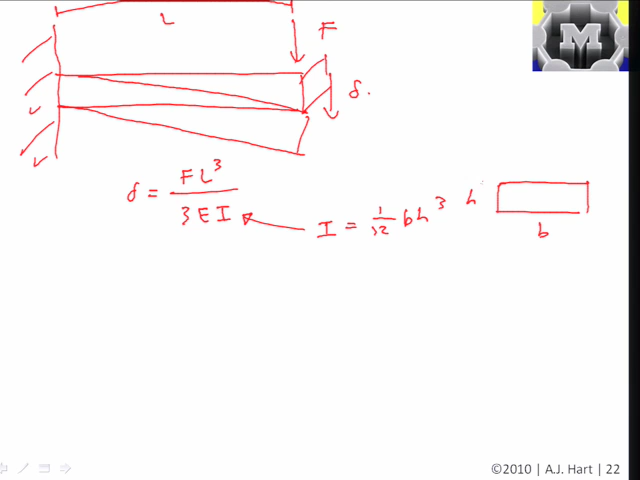 L
F
δ.
δ = FL³ / 3EI
I = 1/12 bh³
h
b
M
©2010 | A.J. Hart | 22